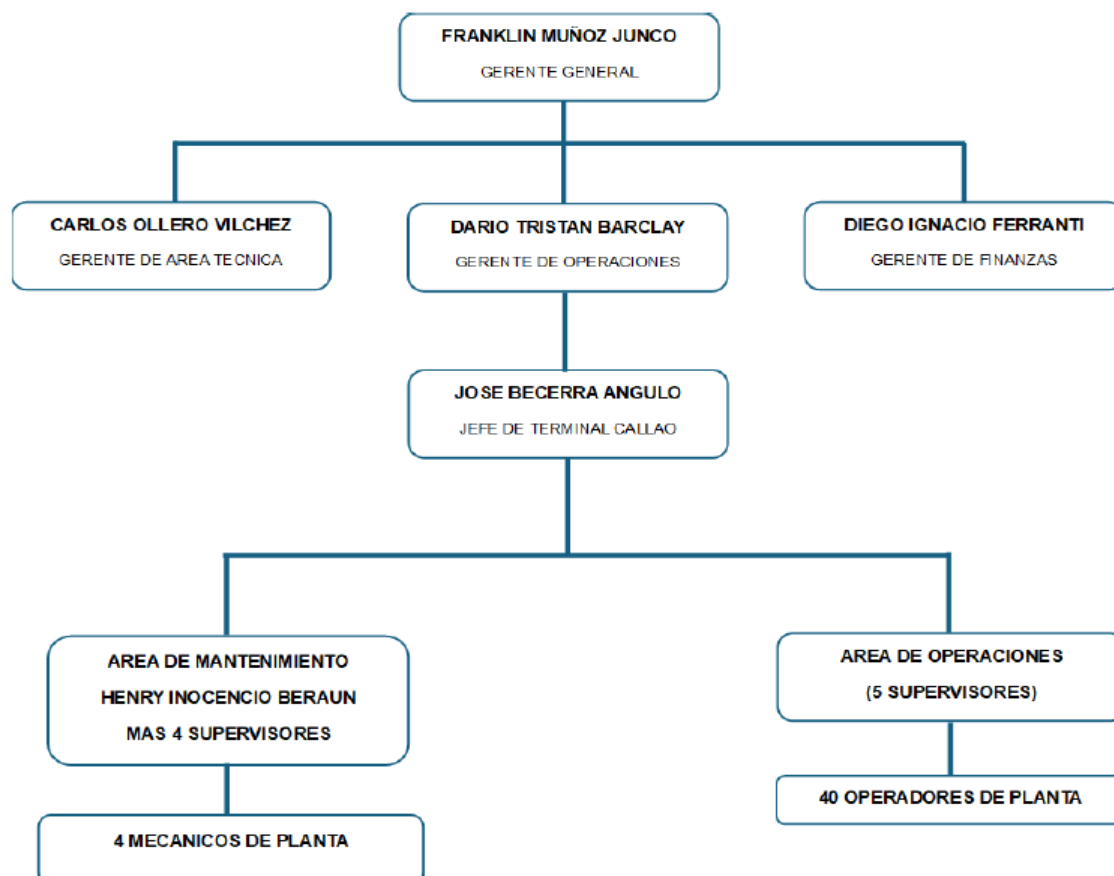 FRANKLIN MUÑOZ JUNCO
GERENTE GENERAL
CARLOS OLLERO VILCHEZ
GERENTE DE AREA TECNICA
DARIO TRISTAN BARCLAY
GERENTE DE OPERACIONES
DIEGO IGNACIO FERRANTI
GERENTE DE FINANZAS
JOSE BECERRA ANGULO
JEFE DE TERMINAL CALLAO
AREA DE MANTENIMIENTO
HENRY INOCENCIO BERAUN
MAS 4 SUPERVISORES
AREA DE OPERACIONES
(5 SUPERVISORES)
4 MECANICOS DE PLANTA
40 OPERADORES DE PLANTA